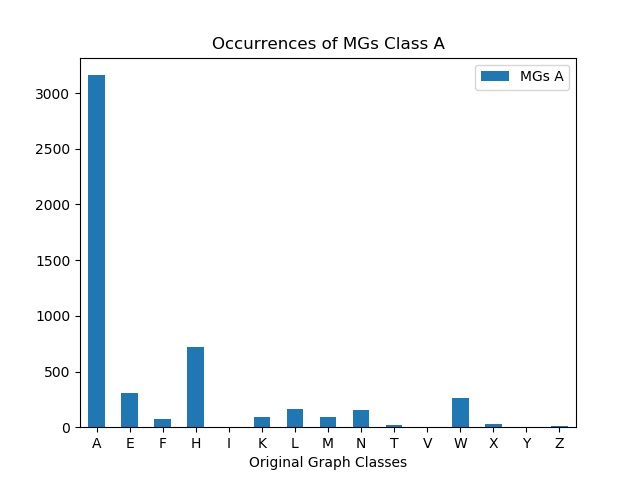 Occurrences of MGs Class A
MGs A
3000
2500
2000
1500
1000
500
0
A E F H I K L M N T V W X Y Z
Original Graph Classes